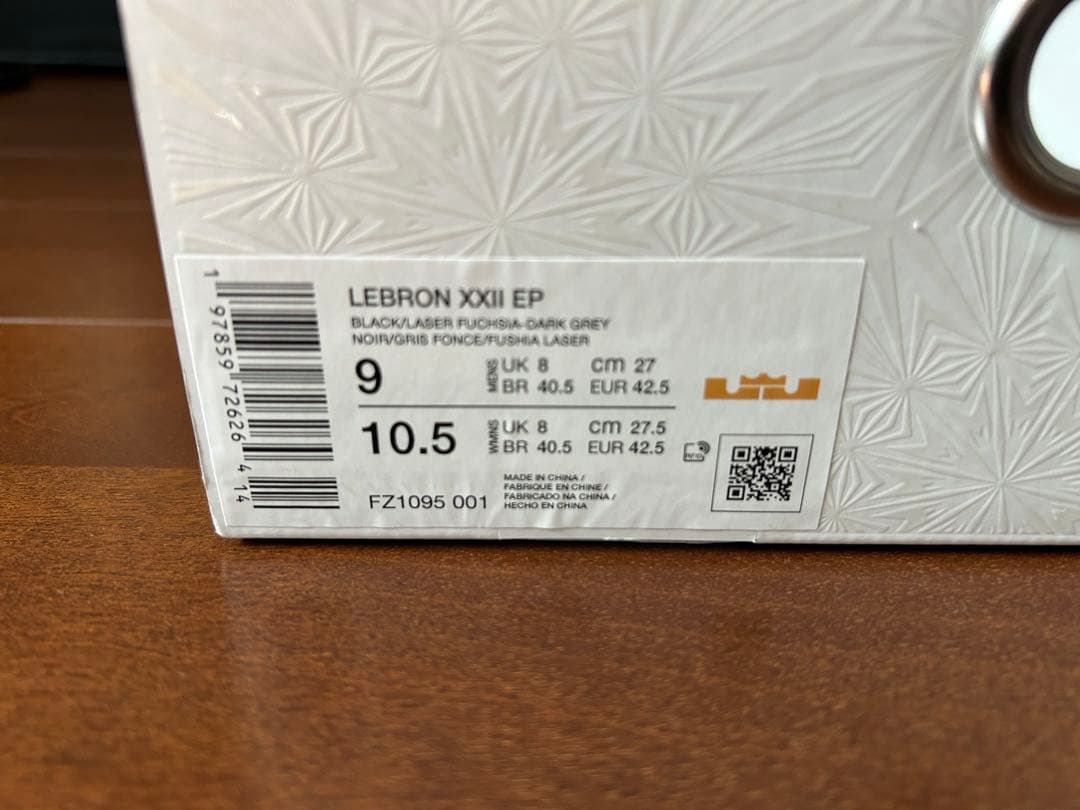 LEBRON XXII EP
BLACK/LASER FUCHSIA-DARK GREY
NOIR/GRIS FONCE/FUSHIA LASER
9 MENS UK 8 cm 27
BR 40.5 EUR 42.5
10.5 WMNS UK 8 cm 27.5
BR 40.5 EUR 42.5
RFID
MADE IN CHINA /
FABRIQUE EN CHINE /
FABRICADO NA CHINA /
HECHO EN CHINA
FZ1095 001
1 97859 72626 4 14